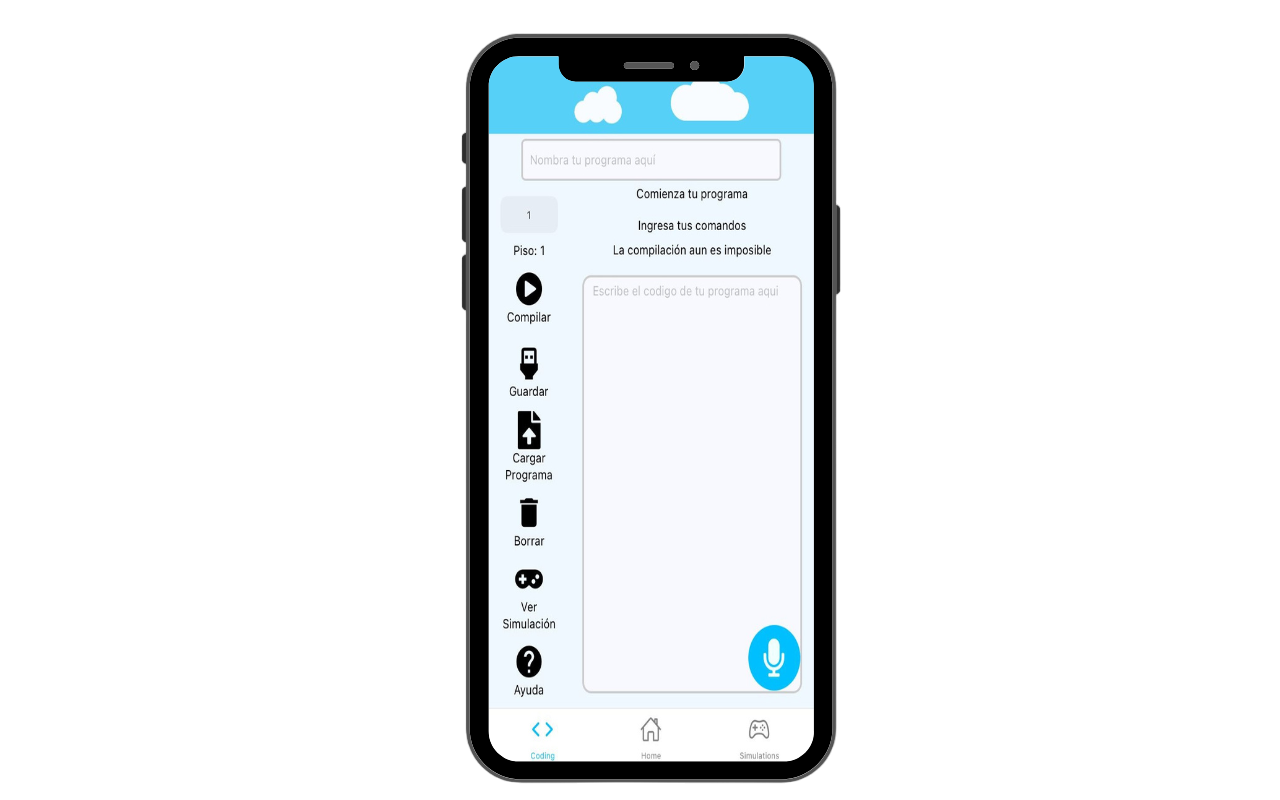 Nombra tu programa aquí
Comienza tu programa
1
Ingresa tus comandos
Piso: 1
La compilación aun es imposible
Escribe el codigo de tu programa aqui
Compilar
Guardar
Cargar
Programa
Borrar
Ver
Simulación
Ayuda
Coding
Home
Simulations